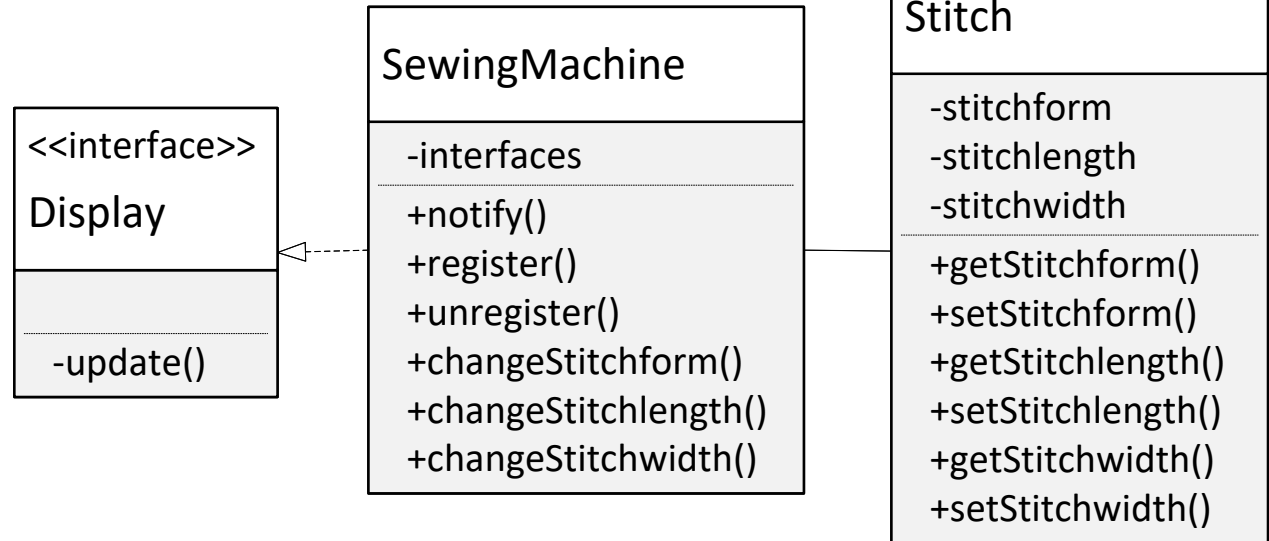 <<interface>>
Display
-update()
SewingMachine
-interfaces
+notify()
+register()
+unregister()
+changeStitchform()
+changeStitchlength()
+changeStitchwidth()
Stitch
-stitchform
-stitchlength
-stitchwidth
+getStitchform()
+setStitchform()
+getStitchlength()
+setStitchlength()
+getStitchwidth()
+setStitchwidth()